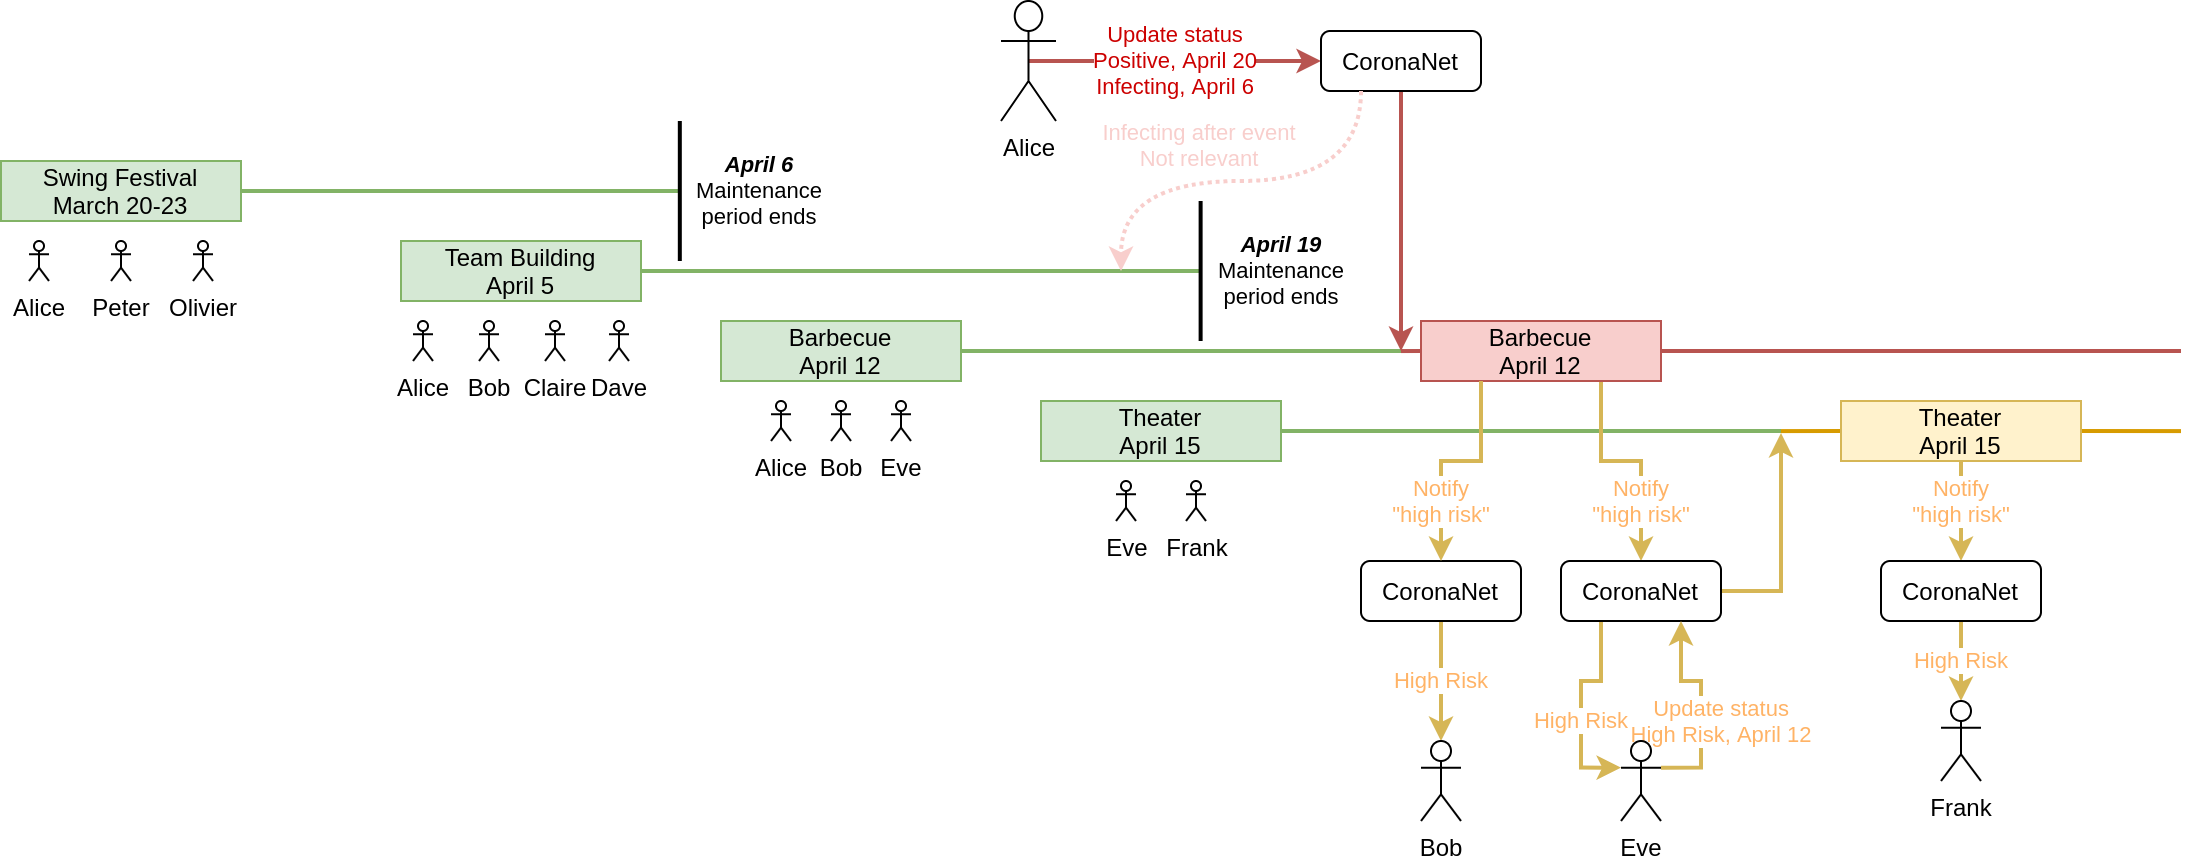 Update status
Positive, April 20
Infecting, April 6
CoronaNet
Alice
Infecting after event
Not relevant
Swing Festival
March 20-23
April 6
Maintenance
period ends
Alice
Peter
Olivier
Team Building
April 5
April 19
Maintenance
period ends
Alice
Bob
Claire
Dave
Barbecue
April 12
Barbecue
April 12
Alice
Bob
Eve
Theater
April 15
Theater
April 15
Eve
Frank
Notify
"high risk"
Notify
"high risk"
Notify
"high risk"
CoronaNet
CoronaNet
CoronaNet
High Risk
High Risk
Update status
High Risk, April 12
High Risk
Bob
Eve
Frank